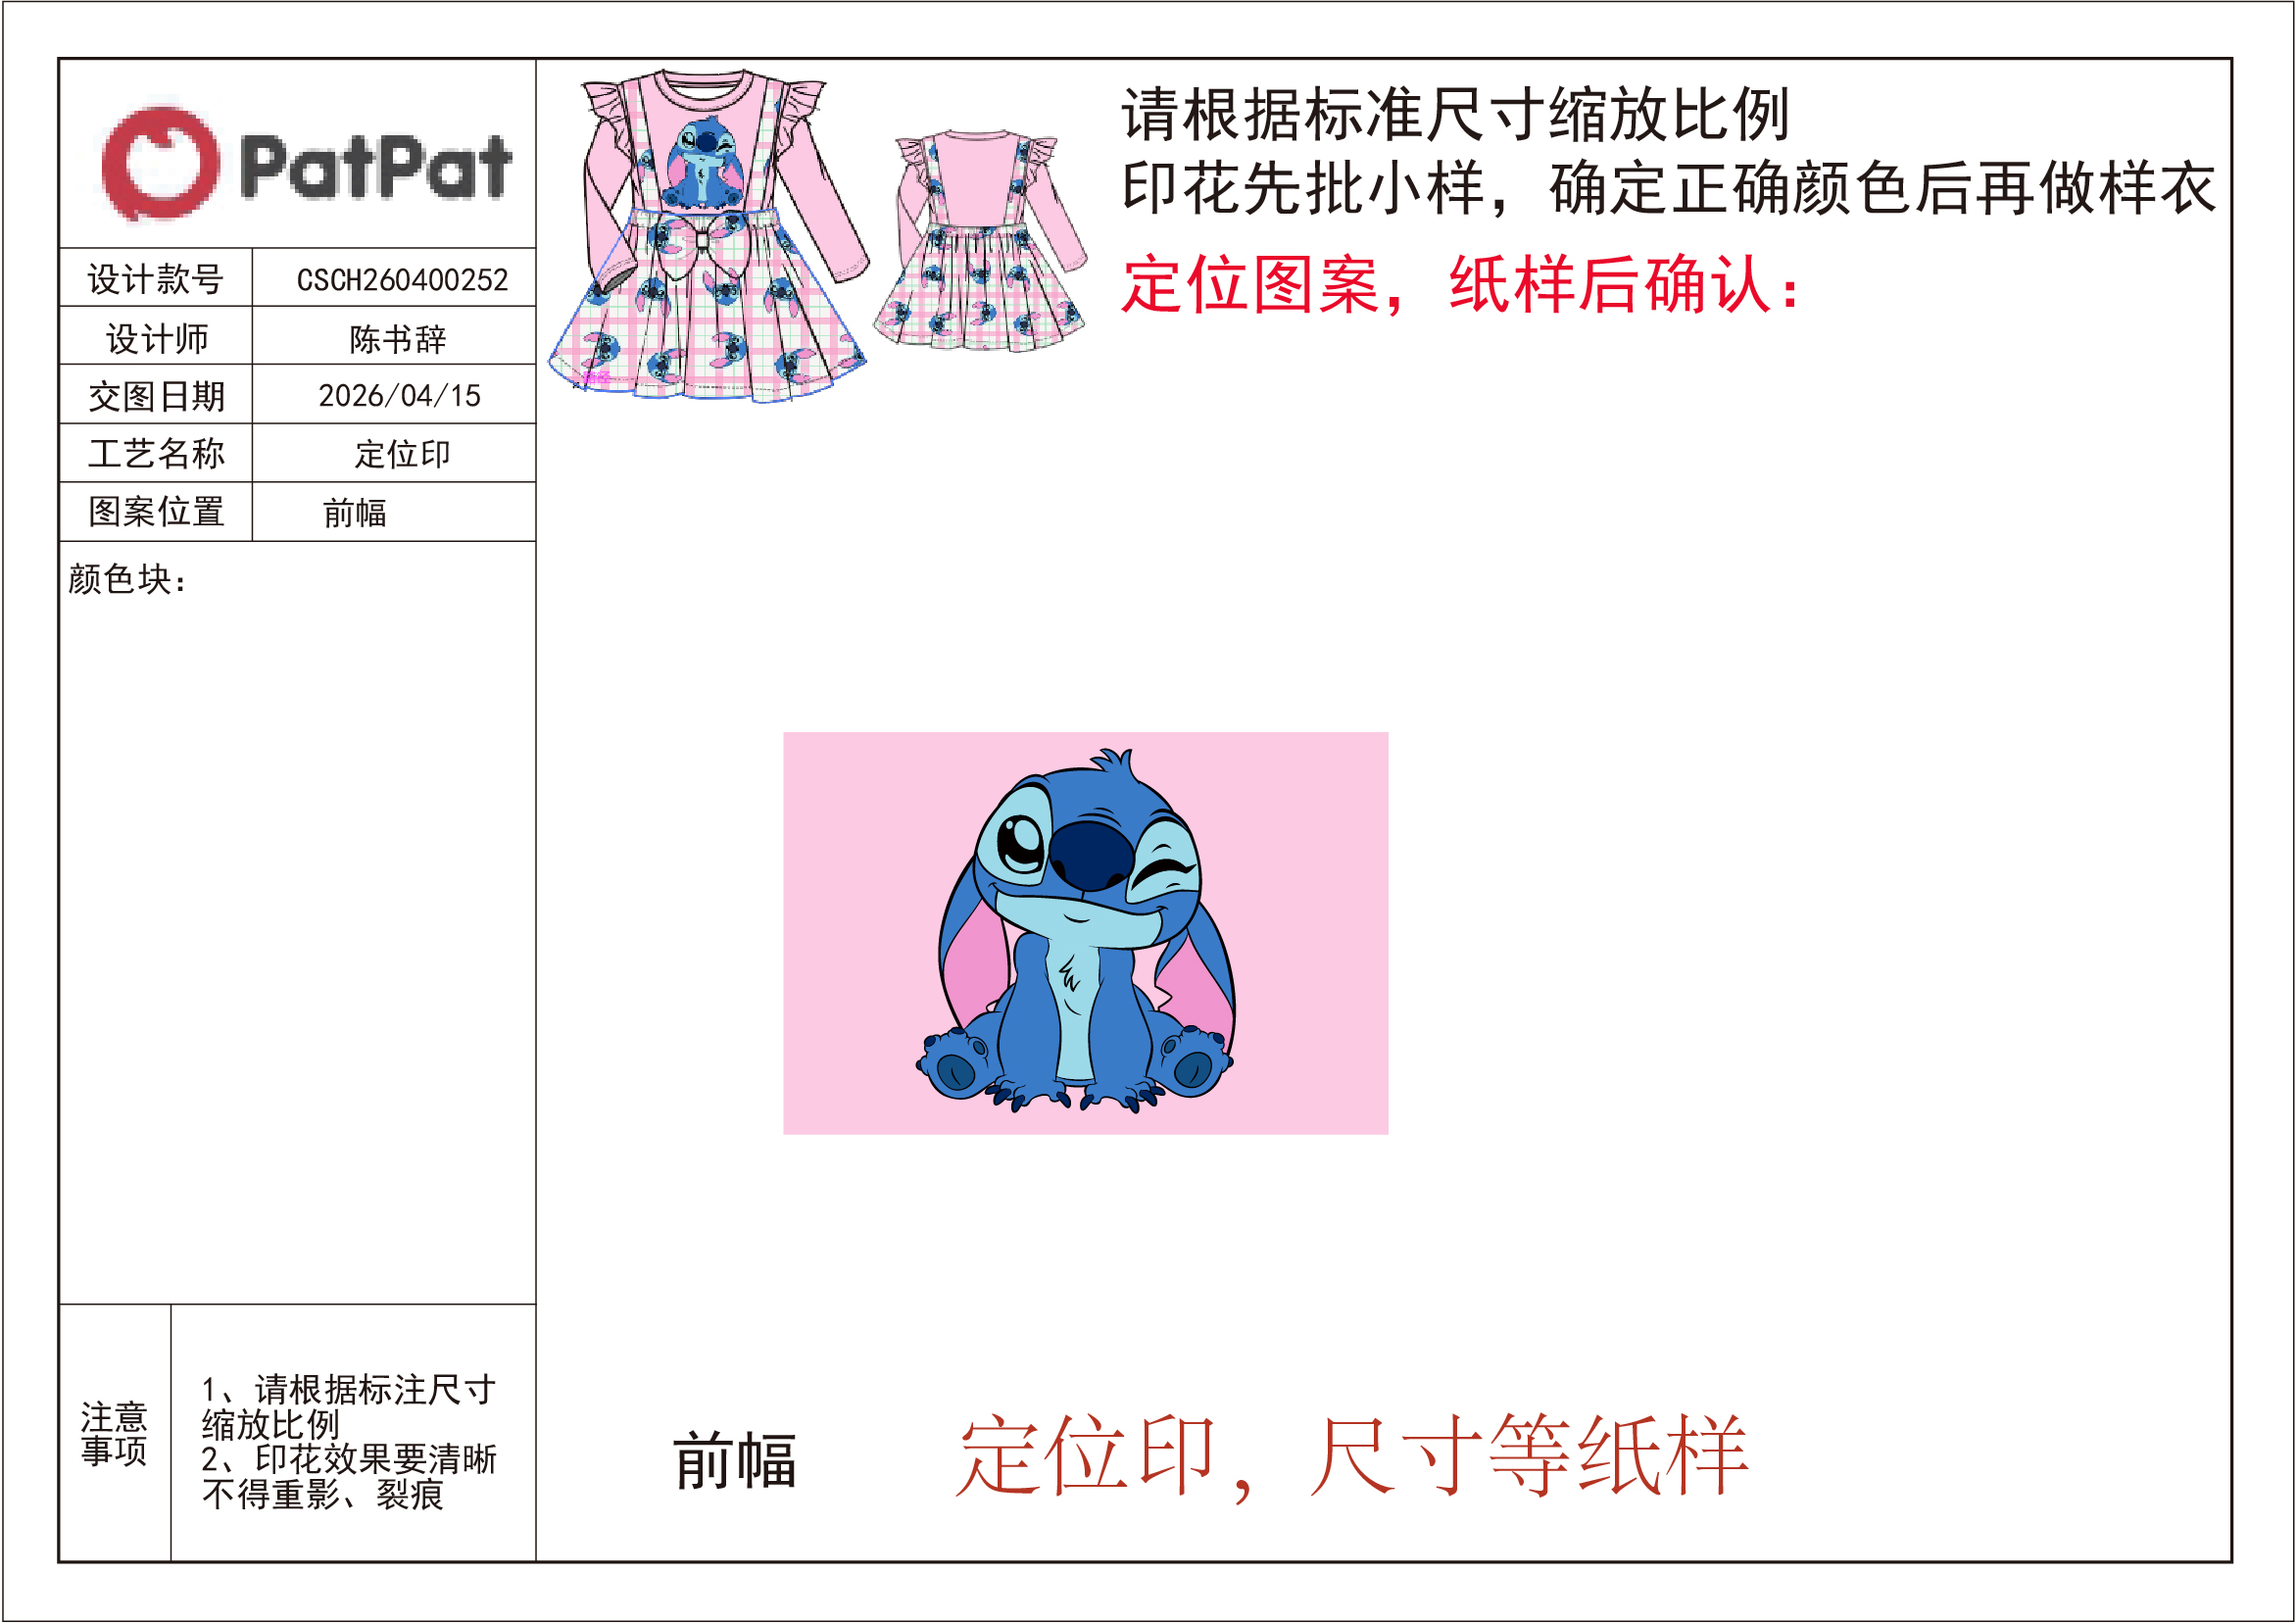 PatPat
请根据标准尺寸缩放比例
印花先批小样，确定正确颜色后再做样衣
定位图案，纸样后确认：
设计款号 CSCH260400252
设计师 陈书辞
交图日期 2026/04/15
工艺名称 定位印
图案位置 前幅
颜色块：
注意
事项
1、请根据标注尺寸
缩放比例
2、印花效果要清晰
不得重影、裂痕
前幅 定位印，尺寸等纸样